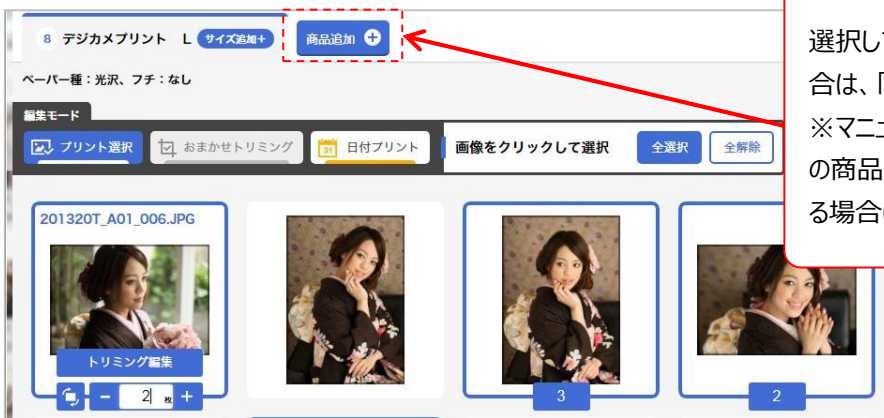 8 デジカメプリント L サイズ追加+ 商品追加 +
ペーパー種：光沢、フチ：なし
編集モード
プリント選択 おまかせトリミング 31 日付プリント 画像をクリックして選択 全選択 全解除
選択し
合は、「
※マニュ
の商品
る場合
201320T_A01_006.JPG
トリミング編集
- 2 枚 +
3
2